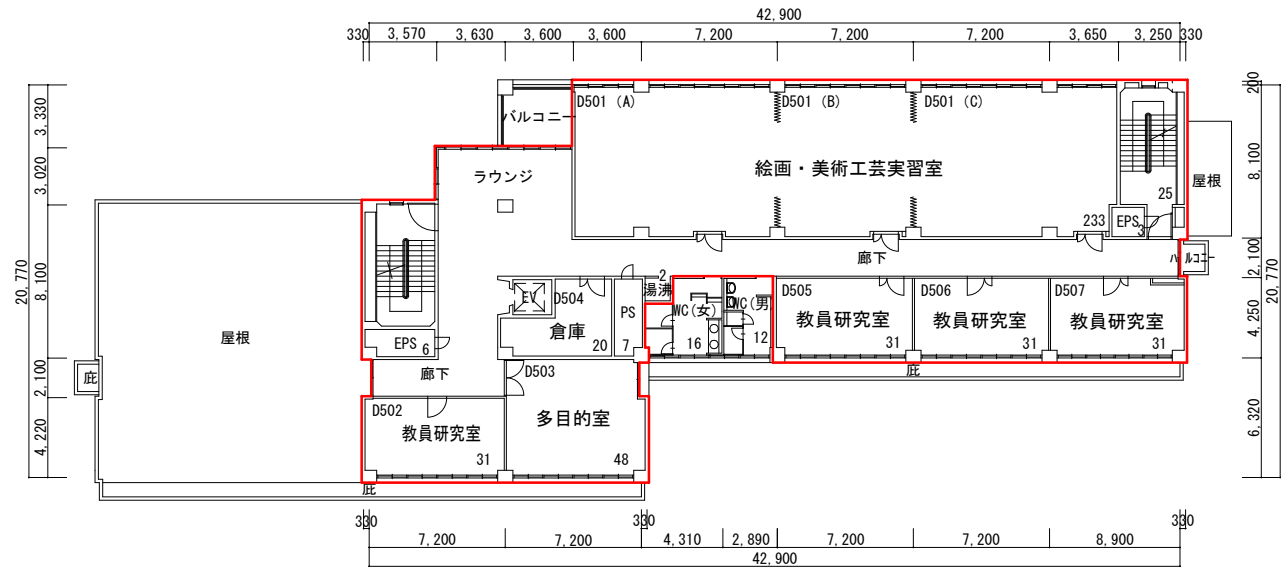 42,900
330 3,570 3,630 3,600 3,600 7,200 7,200 7,200 3,650 3,250 330
20,770
3,330
3,020
8,100
2,100
4,220
200
8,100
2,100
4,250
6,320
20,770
D501 (A)
D501 (B)
D501 (C)
バルコニー
ラウンジ
絵画・美術工芸実習室
233
25
EPS
3
屋根
廊下
バルコニー
2
湯沸
EV
D504
倉庫
20
PS
7
WC(女)
16
WC(男)
12
D505
教員研究室
31
D506
教員研究室
31
D507
教員研究室
31
屋根
EPS
6
庇
廊下
D503
多目的室
48
D502
教員研究室
31
庇
庇
330 330 330
7,200 7,200 4,310 2,890 7,200 7,200 8,900
42,900